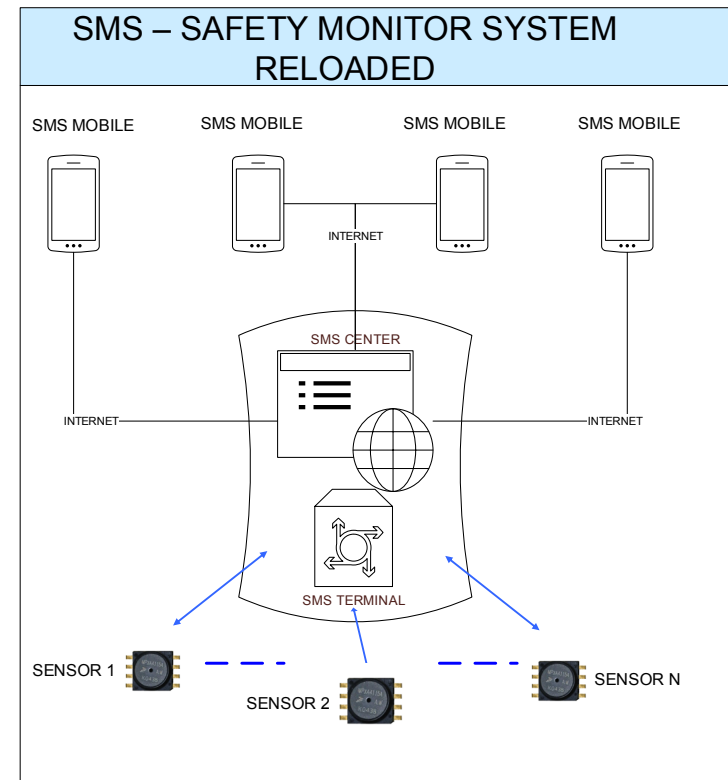 SMS – SAFETY MONITOR SYSTEM
RELOADED
SMS MOBILE
SMS MOBILE
SMS MOBILE
SMS MOBILE
INTERNET
SMS CENTER
INTERNET
INTERNET
SMS TERMINAL
SENSOR 1
SENSOR 2
SENSOR N